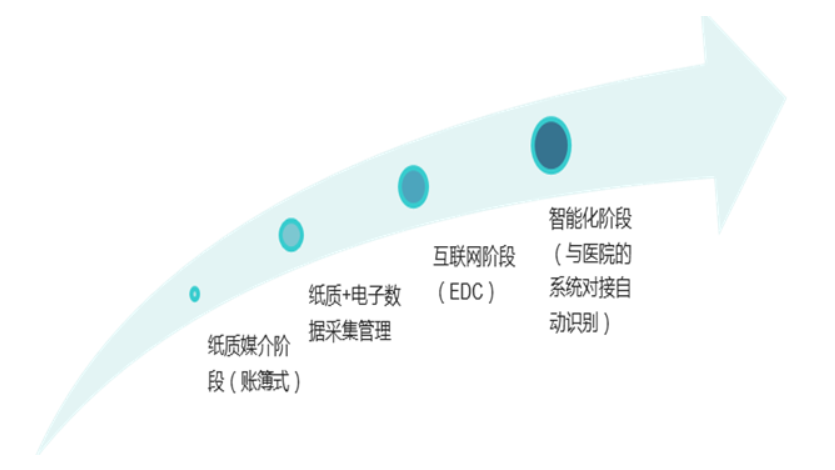 纸质媒介阶
段（账簿式）
纸质+电子数
据采集管理
互联网阶段
（EDC）
智能化阶段
（与医院的
系统对接自
动识别）